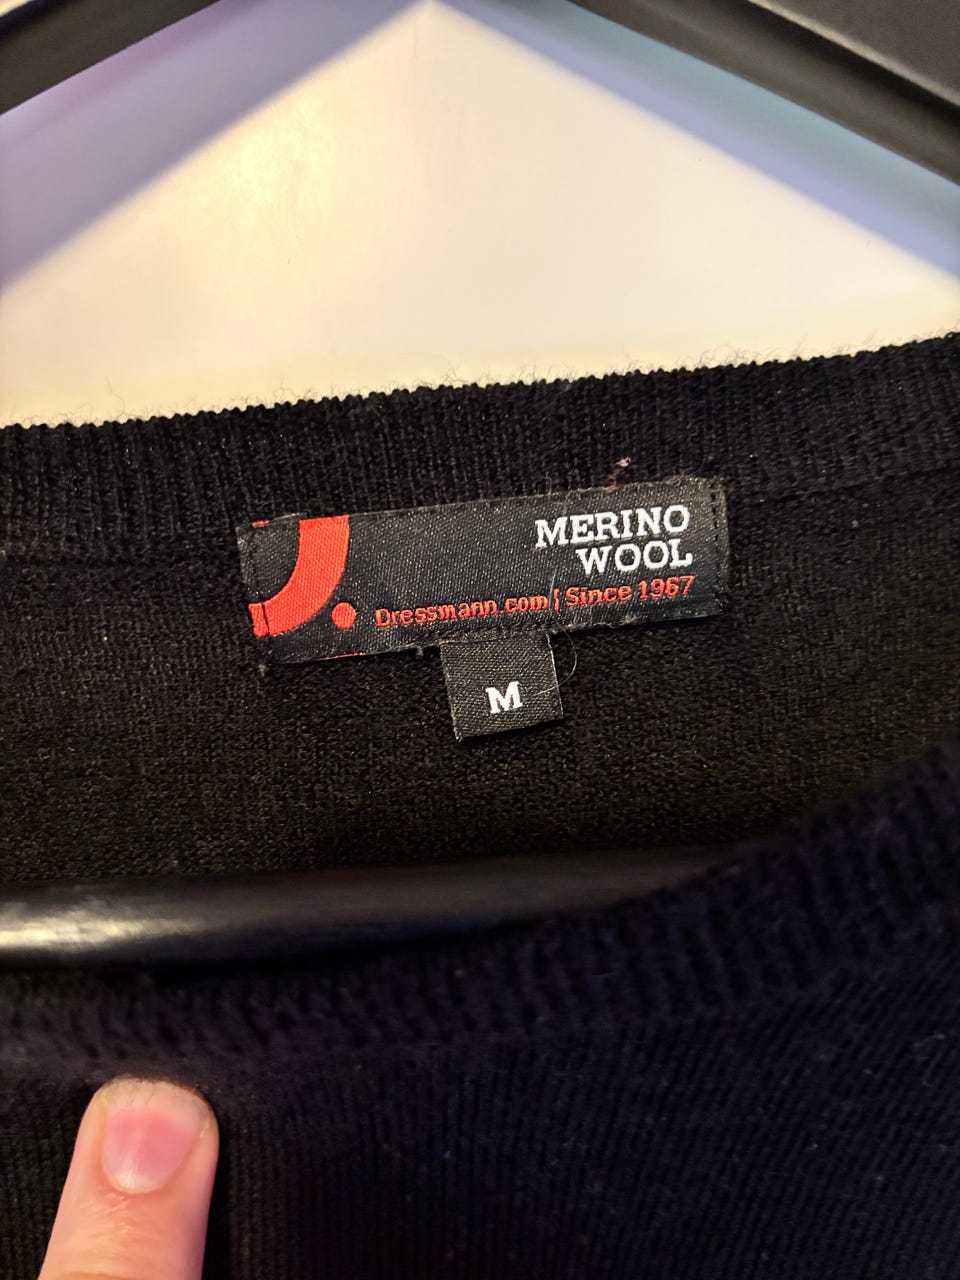 MERINO
WOOL
Dressmann.com | Since 1967
M